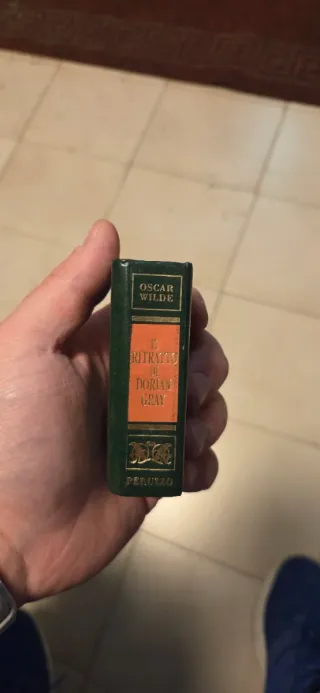 OSCAR
WILDE
IL
RITRATTO
DI
DORIAN
GRAY
PERUZZO